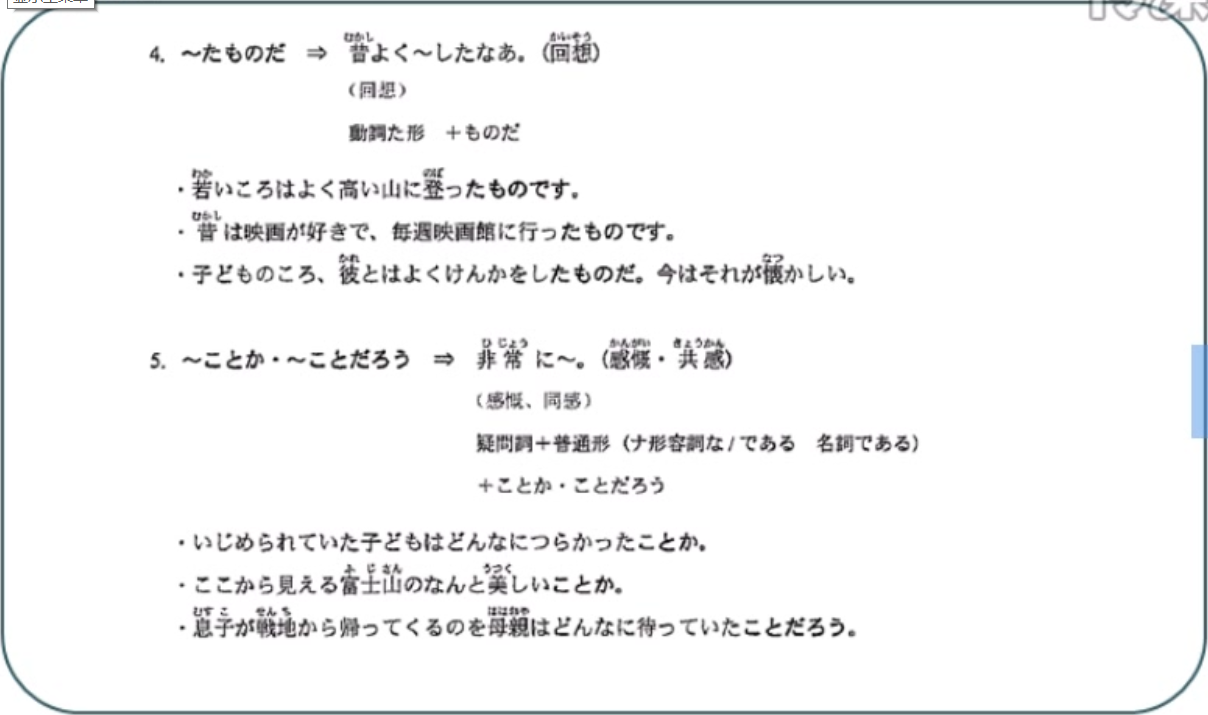 4. ～たものだ ⇒ 昔よく～したなあ。（回想）
（回想）
動詞た形 ＋ものだ
・若いころはよく高い山に登ったものです。
・昔は映画が好きで、毎週映画館に行ったものです。
・子どものころ、彼とはよくけんかをしたものだ。今はそれが懐かしい。
5. ～ことか・～ことだろう ⇒ 非常に～。（感慨・共感）
（感慨、同感）
疑問詞＋普通形（ナ形容詞な/である 名詞である）
＋ことか・ことだろう
・いじめられていた子どもはどんなにつらかったことか。
・ここから見える富士山のなんと美しいことか。
・息子が戦地から帰ってくるのを母親はどんなに待っていたことだろう。